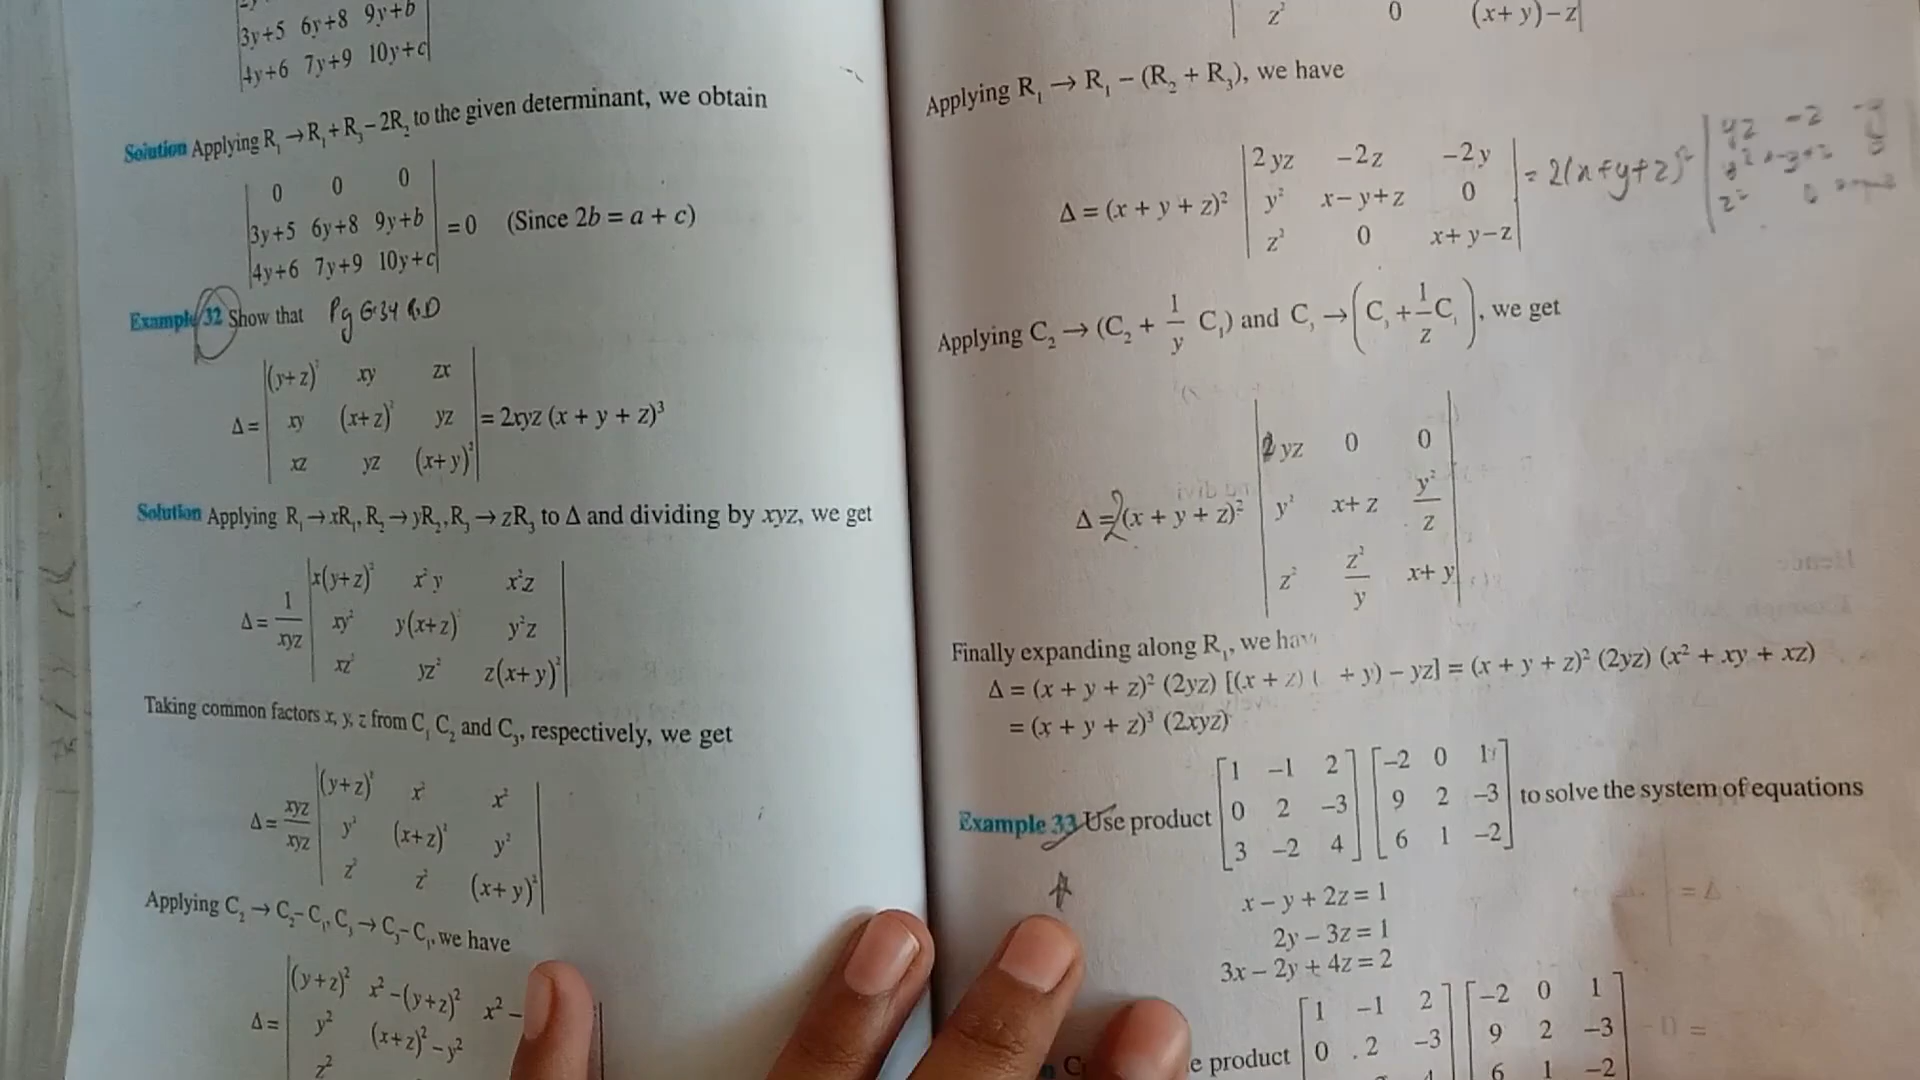 3y+5 6y+8 9y+b
4y+6 7y+9 10y+c
Solution Applying R₁ → R₁ + R₃ – 2R₂ to the given determinant, we obtain
0 0 0
3y+5 6y+8 9y+b = 0 (Since 2b = a + c)
4y+6 7y+9 10y+c
Example 32 Show that Pg 6.34 R.D
(y+z)² xy zx
Δ = xy (x+z)² yz = 2xyz (x + y + z)³
xz yz (x+y)²
Solution Applying R₁ → xR₁, R₂ → yR₂, R₃ → zR₃ to Δ and dividing by xyz, we get
x(y+z)² x²y x²z
Δ = 1/xyz xy² y(x+z)² y²z
xz² yz² z(x+y)²
Taking common factors x, y, z from C₁ C₂ and C₃, respectively, we get
(y+z)² x² x²
Δ = xyz/xyz y² (x+z)² y²
z² z² (x+y)²
Applying C₂ → C₂– C₁, C₃ → C₃– C₁, we have
(y+z)² x²–(y+z)² x² –
Δ = y² (x+z)² – y²
z²
z² 0 (x+ y)–z
Applying R₁ → R₁ – (R₂ + R₃), we have
2yz –2z –2y
Δ = (x + y + z)² y² x– y+z 0 = 2(x+y+z)²
z² 0 x+ y–z
Applying C₂ → (C₂ + 1/y C₁) and C₃ → (C₃ + 1/z C₁), we get
2yz 0 0
Δ = 2(x + y + z)² y² x+ z y²/z
z² z²/y x+ y
Finally expanding along R₁, we have
Δ = (x + y + z)² (2yz) [(x + z) ( + y) – yz] = (x + y + z)² (2yz) (x² + xy + xz)
= (x + y + z)³ (2xyz)
1 –1 2 –2 0 1
Example 33 Use product 0 2 –3 9 2 –3 to solve the system of equations
3 –2 4 6 1 –2
x – y + 2z = 1
2y – 3z = 1
3x – 2y + 4z = 2
1 –1 2 –2 0 1
e product 0 2 –3 9 2 –3
6 1 –2